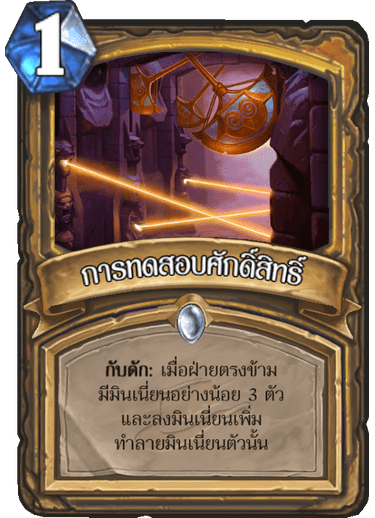 1
การทดสอบศักดิ์สิทธิ์
กับดัก: เมื่อฝ่ายตรงข้าม
มีมินเนี่ยนอย่างน้อย 3 ตัว
และลงมินเนี่ยนเพิ่ม
ทำลายมินเนี่ยนตัวนั้น